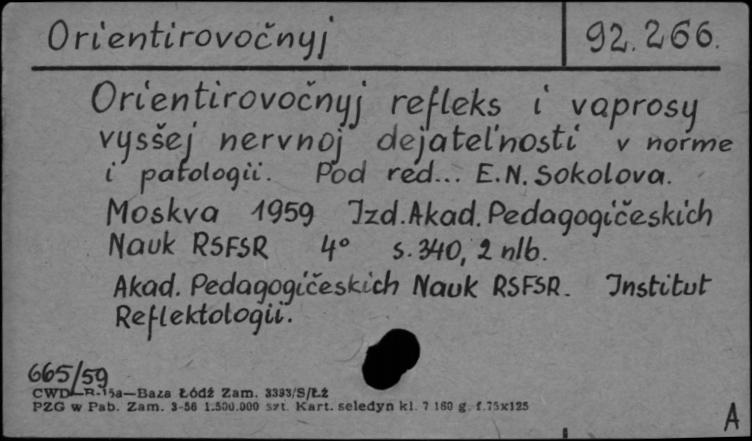 Orientirovočnyj 92.266.
Orientirovočnyj refleks i vaprosy
vysšej nervnoj dejatel'nosti v norme
i patologii. Pod red... E.N. Sokolova.
Moskva 1959 Izd. Akad. Pedagogičeskich
Nauk RSFSR 4° s. 340, 2 nlb.
Akad. Pedagogičeskich Nauk RSFSR. Institut
Reflektologii.
665/59
CWD—R-15a—Baza Łódź Zam. 3393/S/Łż
PZG w Pab. Zam. 3-56 1.500.000 szt. Kart. seledyn kl. 7 160 g. f.75x125
A